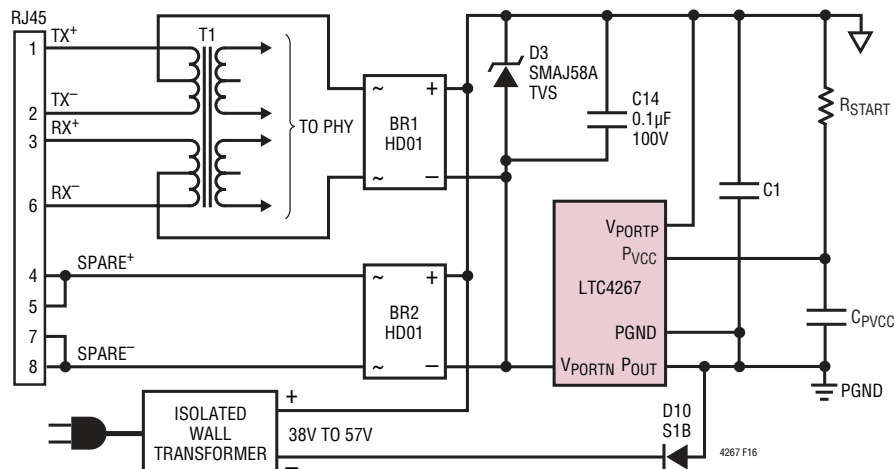 RJ45
1 TX+
T1
2 TX–
3 RX+
6 RX–
TO PHY
~ +
BR1
HD01
~ –
D3
SMAJ58A
TVS
C14
0.1µF
100V
RSTART
C1
4 SPARE+
5
7
8 SPARE–
~ +
BR2
HD01
~ –
VPORTP
PVCC
LTC4267
PGND
VPORTN POUT
CPVCC
PGND
ISOLATED
WALL
TRANSFORMER
+
38V TO 57V
–
D10
S1B
4267 F16